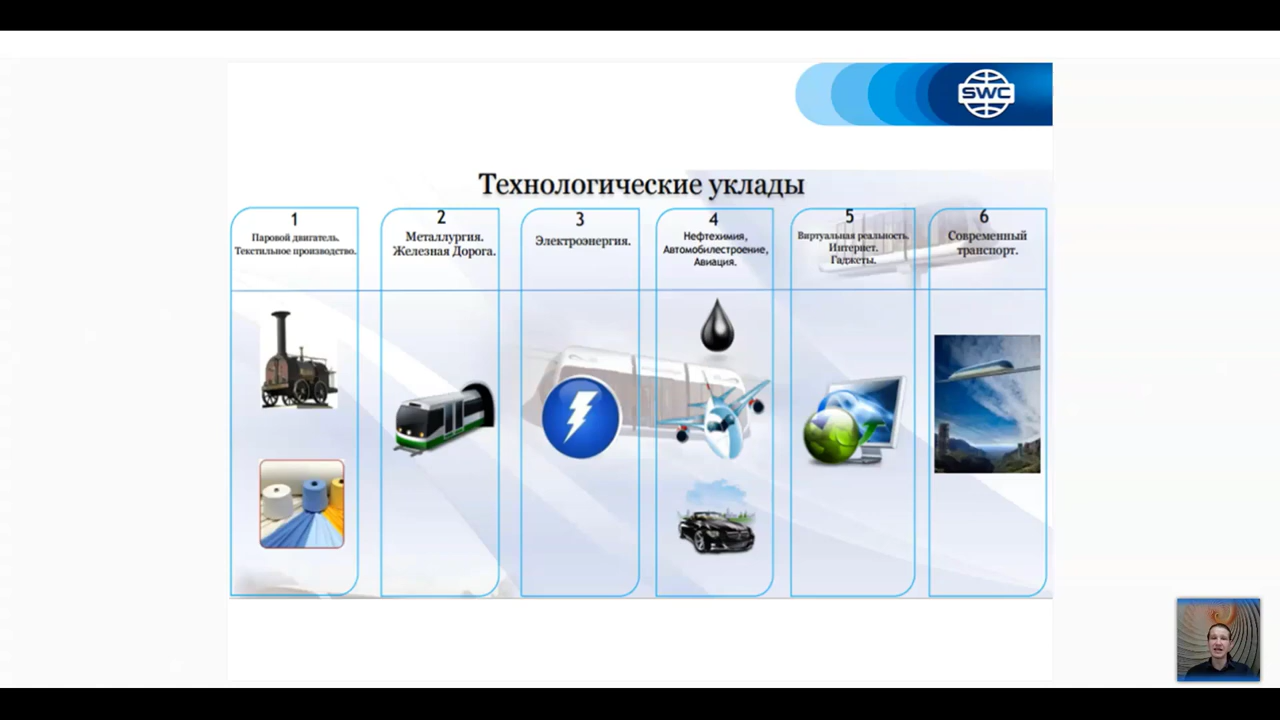 SWC
Технологические уклады
1
Паровой двигатель.
Текстильное производство.
2
Металлургия.
Железная Дорога.
3
Электроэнергия.
4
Нефтехимия,
Автомобилестроение,
Авиация.
5
Виртуальная реальность.
Интернет.
Гаджеты.
6
Современный
транспорт.